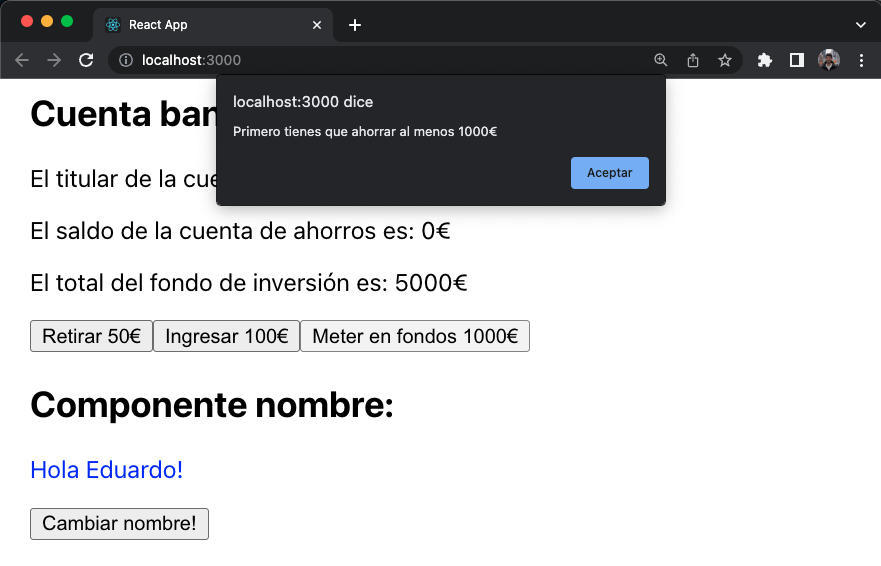 React App
localhost:3000
localhost:3000 dice
Primero tienes que ahorrar al menos 1000€
Aceptar
Cuenta
El titular de la
El saldo de la cuenta de ahorros es: 0€
El total del fondo de inversión es: 5000€
Retirar 50€ Ingresar 100€ Meter en fondos 1000€
Componente nombre:
Hola Eduardo!
Cambiar nombre!